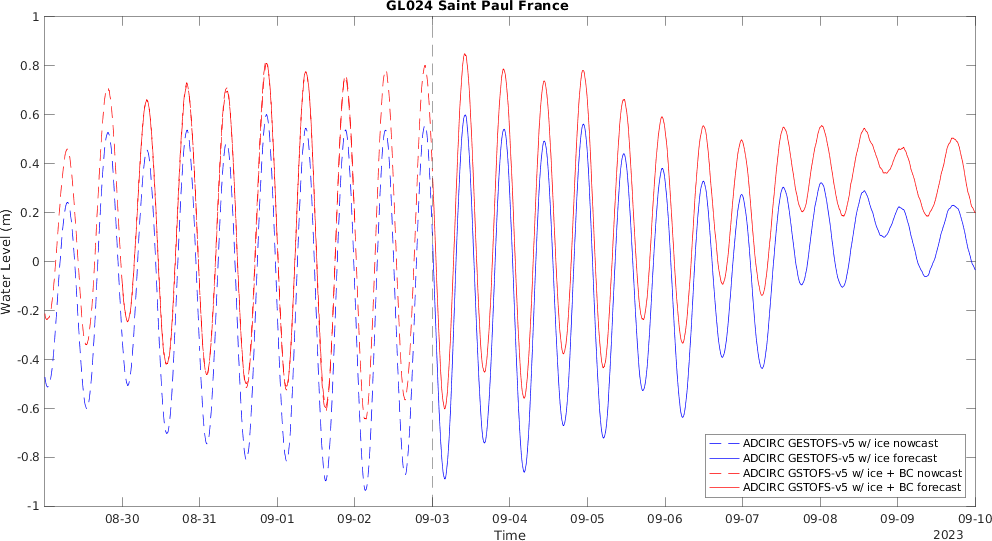 GL024 Saint Paul France
1
0.8
0.6
0.4
0.2
0
-0.2
-0.4
-0.6
-0.8
-1
Water Level (m)
ADCIRC GESTOFS-v5 w/ ice nowcast
ADCIRC GESTOFS-v5 w/ ice forecast
ADCIRC GSTOFS-v5 w/ ice + BC nowcast
ADCIRC GSTOFS-v5 w/ ice + BC forecast
08-30 08-31 09-01 09-02 09-03 09-04 09-05 09-06 09-07 09-08 09-09 09-10
Time
2023